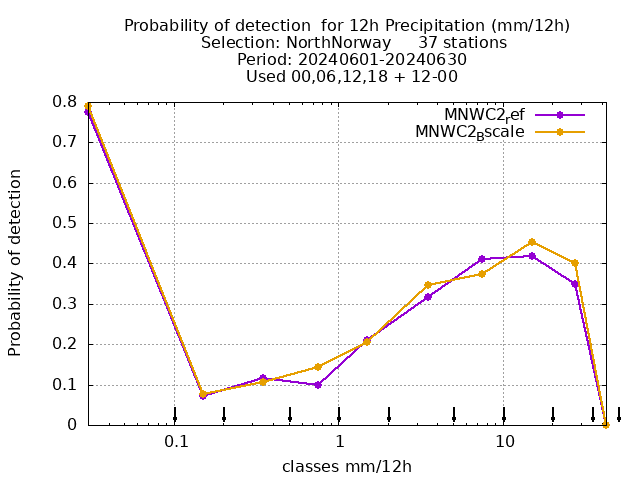 Probability of detection  for 12h Precipitation (mm/12h)
Selection: NorthNorway     37 stations
Period: 20240601-20240630
Used 00,06,12,18 + 12-00
MNWC2ref
MNWC2Bscale
0.8
0.7
0.6
0.5
0.4
0.3
0.2
0.1
0
Probability of detection
0.1 1 10
classes mm/12h